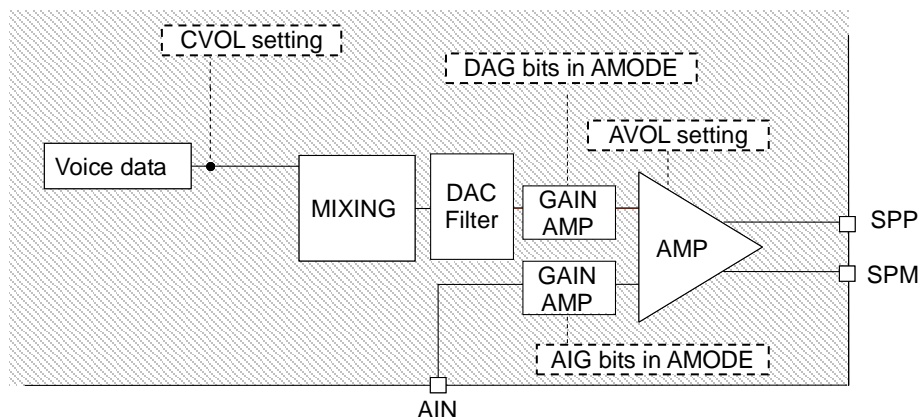 CVOL setting
DAG bits in AMODE
AVOL setting
Voice data
MIXING
DAC
Filter
GAIN
AMP
AMP
SPP
SPM
GAIN
AMP
AIG bits in AMODE
AIN